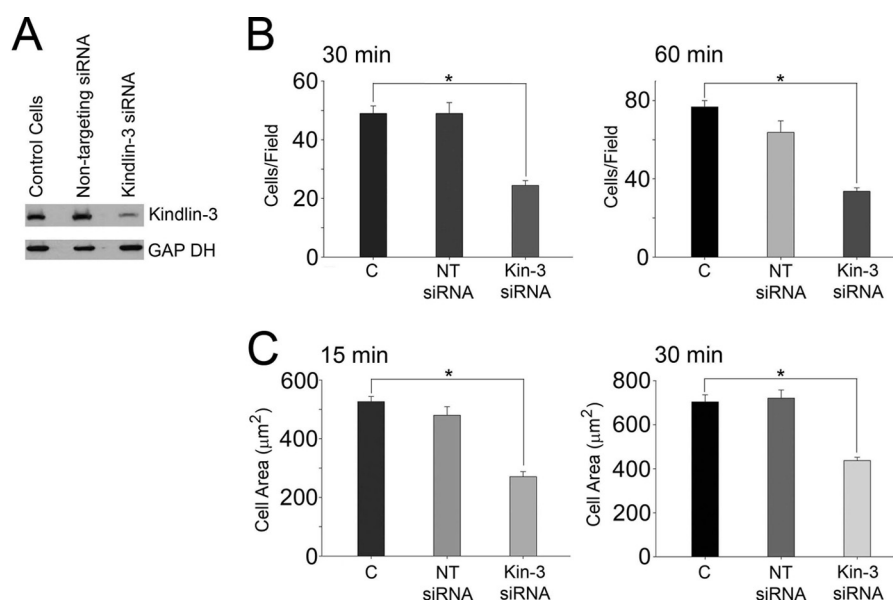 A
Control Cells
Non-targeting siRNA
Kindlin-3 siRNA
Kindlin-3
GAP DH
B
30 min
*
Cells/Field
60
40
20
0
C
NT
siRNA
Kin-3
siRNA
60 min
*
Cells/Field
80
40
0
C
NT
siRNA
Kin-3
siRNA
C
15 min
*
Cell Area (μm²)
600
400
200
0
C
NT
siRNA
Kin-3
siRNA
30 min
*
Cell Area (μm²)
800
600
400
200
0
C
NT
siRNA
Kin-3
siRNA